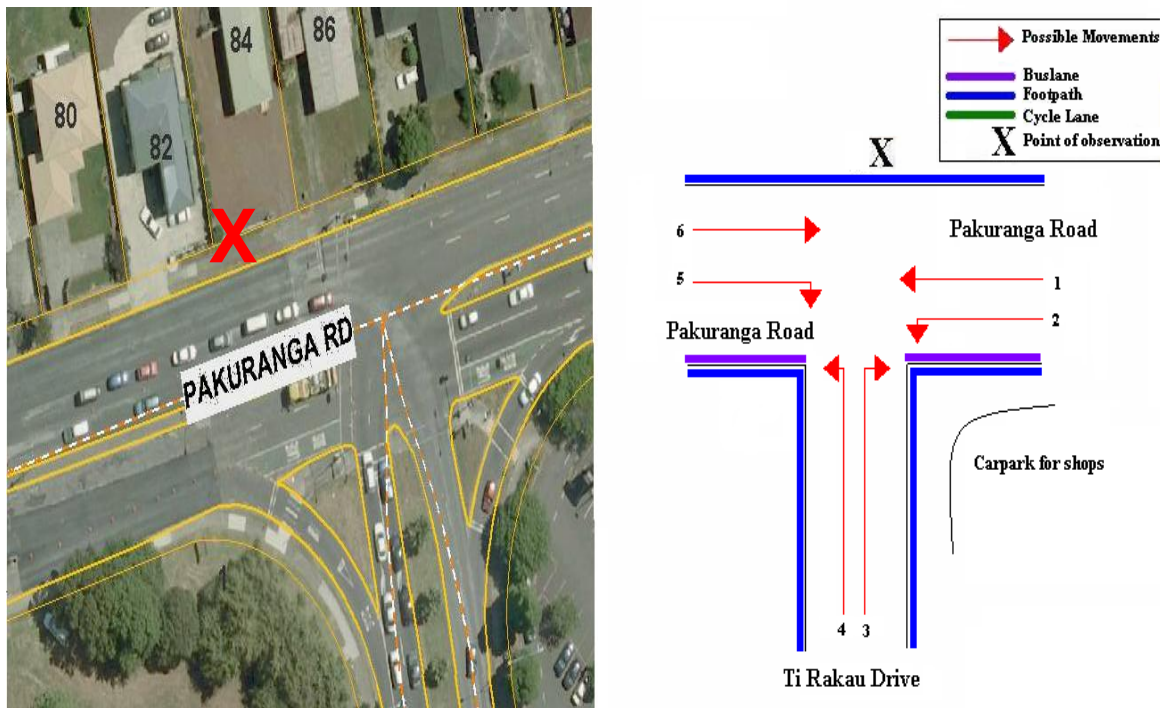 80
82
84
86
PAKURANGA RD
X
Possible Movements
Buslane
Footpath
Cycle Lane
X Point of observation
X
6
Pakuranga Road
5
1
Pakuranga Road
2
Carpark for shops
4 3
Ti Rakau Drive